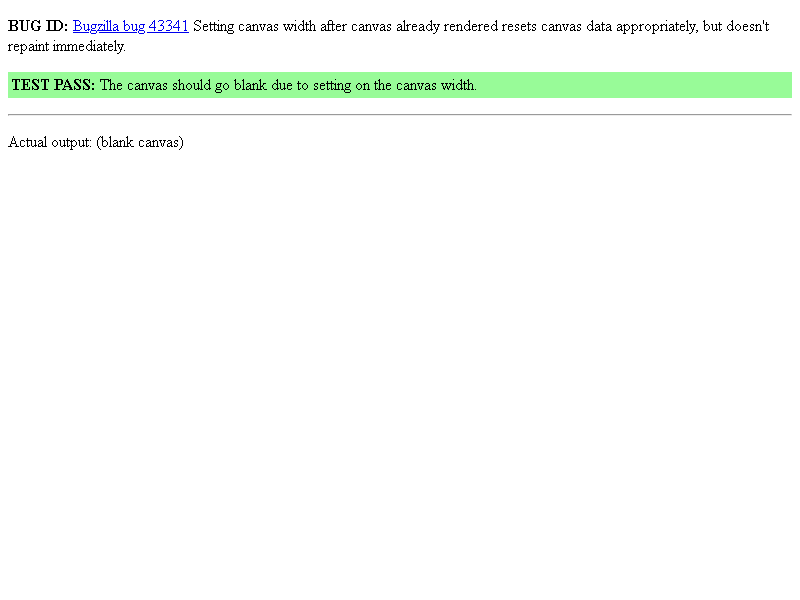 BUG ID: Bugzilla bug 43341 Setting canvas width after canvas already rendered resets canvas data appropriately, but doesn't
repaint immediately.
TEST PASS: The canvas should go blank due to setting on the canvas width.
Actual output: (blank canvas)